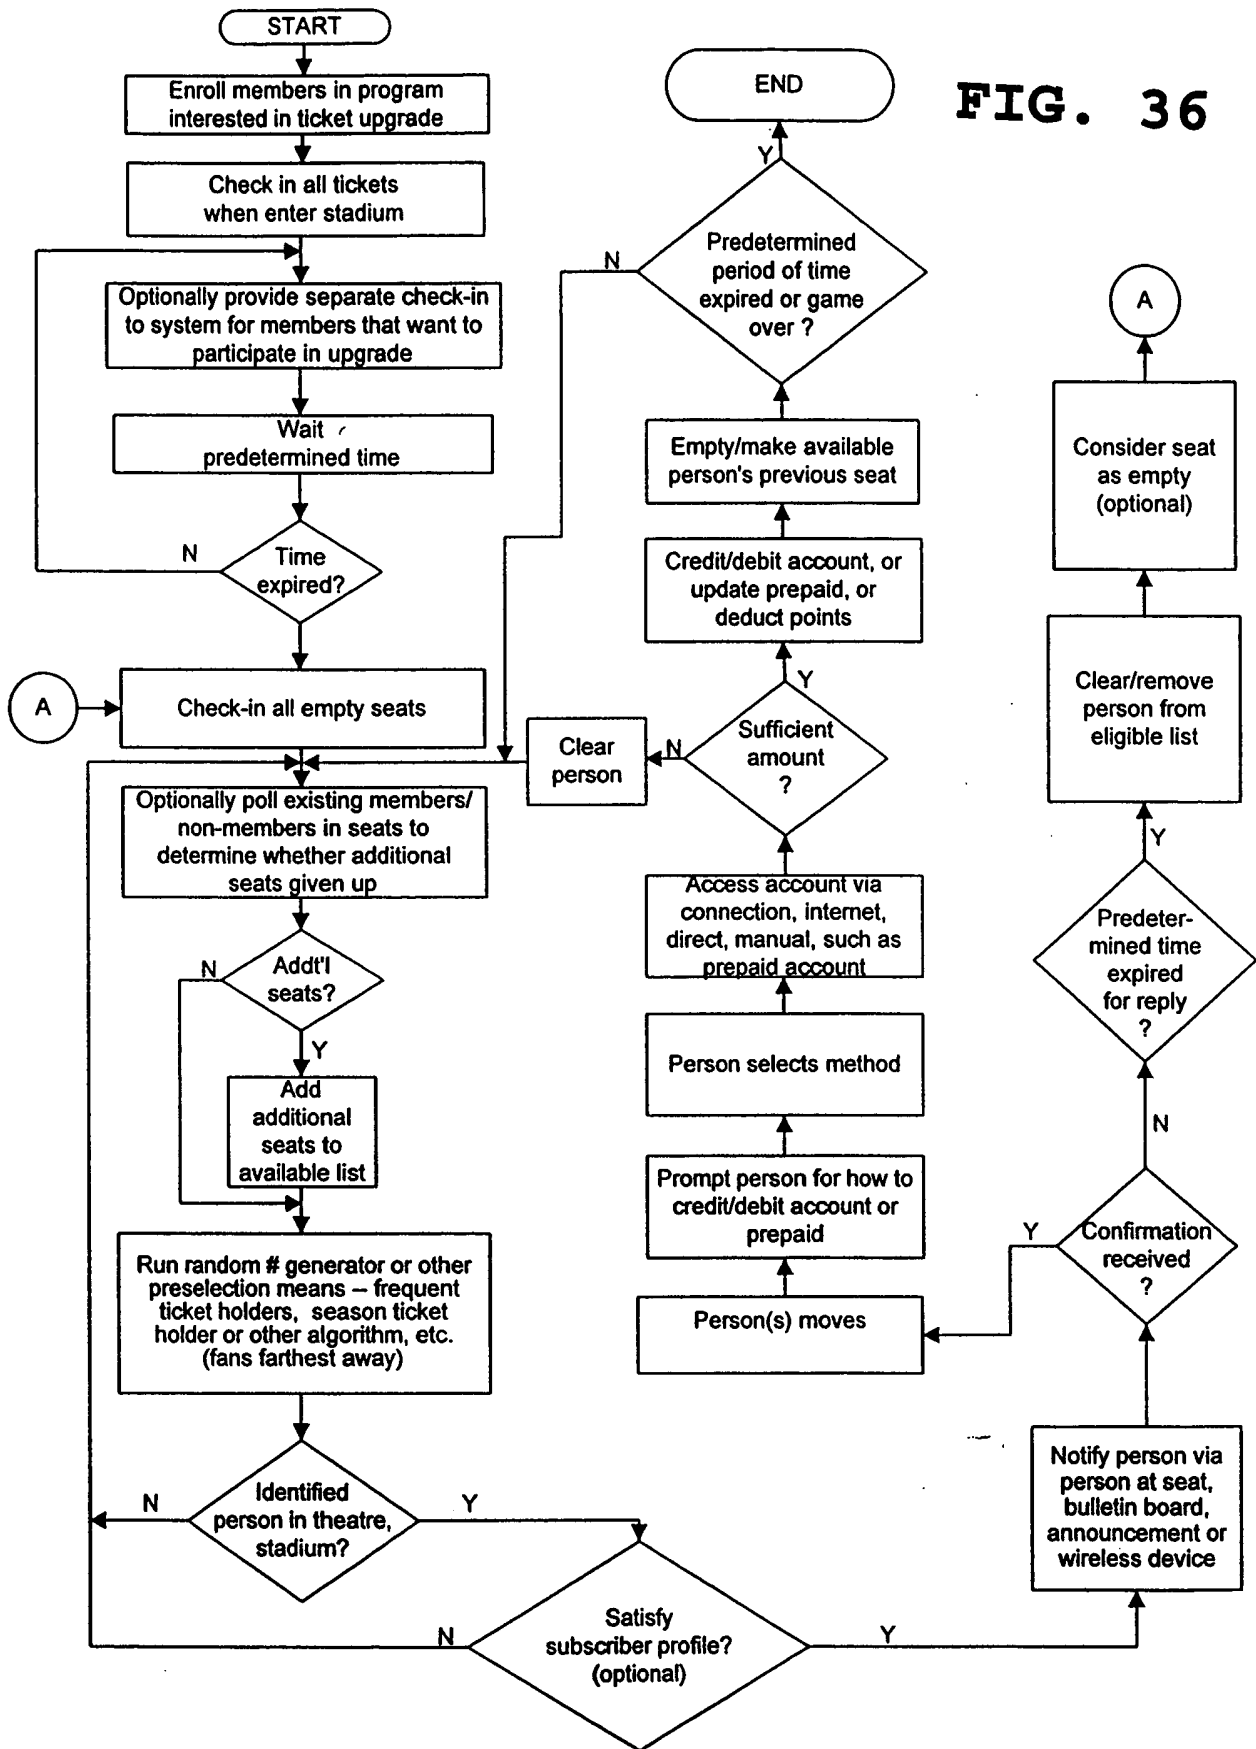 START
Enroll members in program
interested in ticket upgrade
Check in all tickets
when enter stadium
Optionally provide separate check-in
to system for members that want to
participate in upgrade
Wait
predetermined time
N
Time
expired?
A
Check-in all empty seats
Optionally poll existing members/
non-members in seats to
determine whether additional
seats given up
N
Addt'l
seats?
Y
Add
additional
seats to
available list
Run random # generator or other
preselection means – frequent
ticket holders, season ticket
holder or other algorithm, etc.
(fans farthest away)
N
Identified
person in theatre,
stadium?
Y
N
Satisfy
subscriber profile?
(optional)
Y
END
Y
N
Predetermined
period of time
expired or game
over ?
Empty/make available
person's previous seat
Credit/debit account, or
update prepaid, or
deduct points
Y
Clear
person
N
Sufficient
amount
?
Access account via
connection, internet,
direct, manual, such as
prepaid account
Person selects method
Prompt person for how to
credit/debit account or
prepaid
Person(s) moves
FIG. 36
A
Consider seat
as empty
(optional)
Clear/remove
person from
eligible list
Y
Predeter-
mined time
expired
for reply
?
N
Y
Confirmation
received
?
Notify person via
person at seat,
bulletin board,
announcement or
wireless device